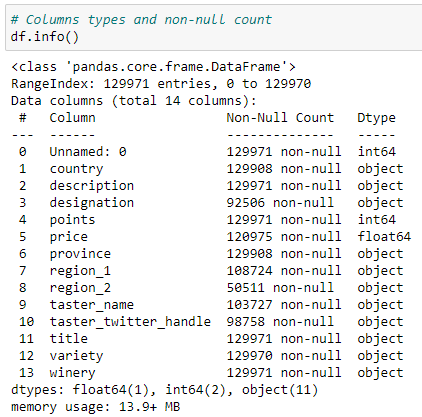 # Columns types and non-null count
df.info()
<class 'pandas.core.frame.DataFrame'>
RangeIndex: 129971 entries, 0 to 129970
Data columns (total 14 columns):
 #   Column                 Non-Null Count   Dtype
---  ------                 --------------   -----
 0   Unnamed: 0             129971 non-null  int64
 1   country                129908 non-null  object
 2   description            129971 non-null  object
 3   designation            92506 non-null   object
 4   points                 129971 non-null  int64
 5   price                  120975 non-null  float64
 6   province               129908 non-null  object
 7   region_1               108724 non-null  object
 8   region_2               50511 non-null   object
 9   taster_name            103727 non-null  object
 10  taster_twitter_handle  98758 non-null   object
 11  title                  129971 non-null  object
 12  variety                129970 non-null  object
 13  winery                 129971 non-null  object
dtypes: float64(1), int64(2), object(11)
memory usage: 13.9+ MB